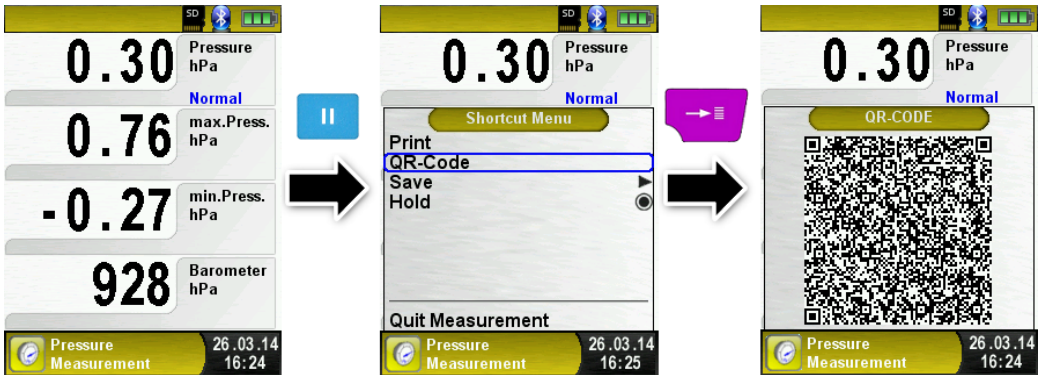 SD
0.30
Pressure
hPa
Normal
0.76
max.Press.
hPa
-0.27
min.Press.
hPa
928
Barometer
hPa
Pressure
Measurement
26.03.14
16:24
SD
0.30
Pressure
hPa
Normal
Shortcut Menu
Print
QR-Code
Save
Hold
Quit Measurement
Pressure
Measurement
26.03.14
16:25
SD
0.30
Pressure
hPa
Normal
QR-CODE
Pressure
Measurement
26.03.14
16:24